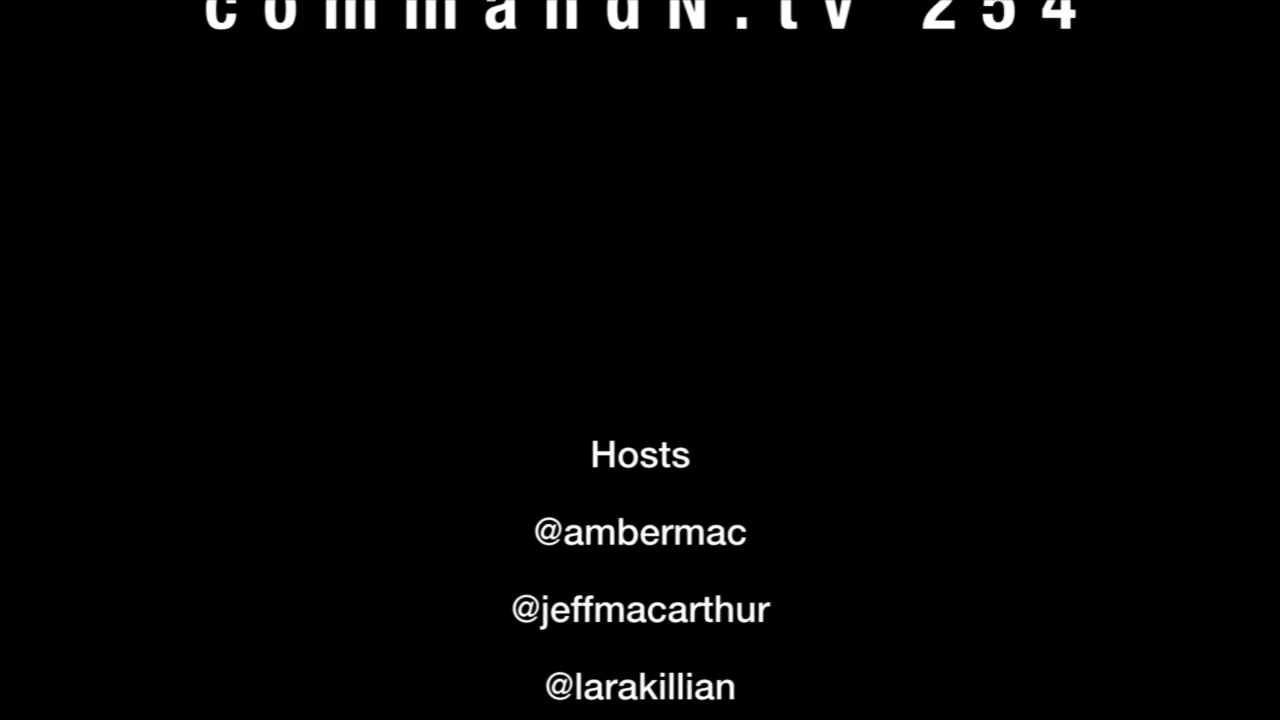 commandN.tv 254
Hosts
@ambermac
@jeffmacarthur
@larakillian